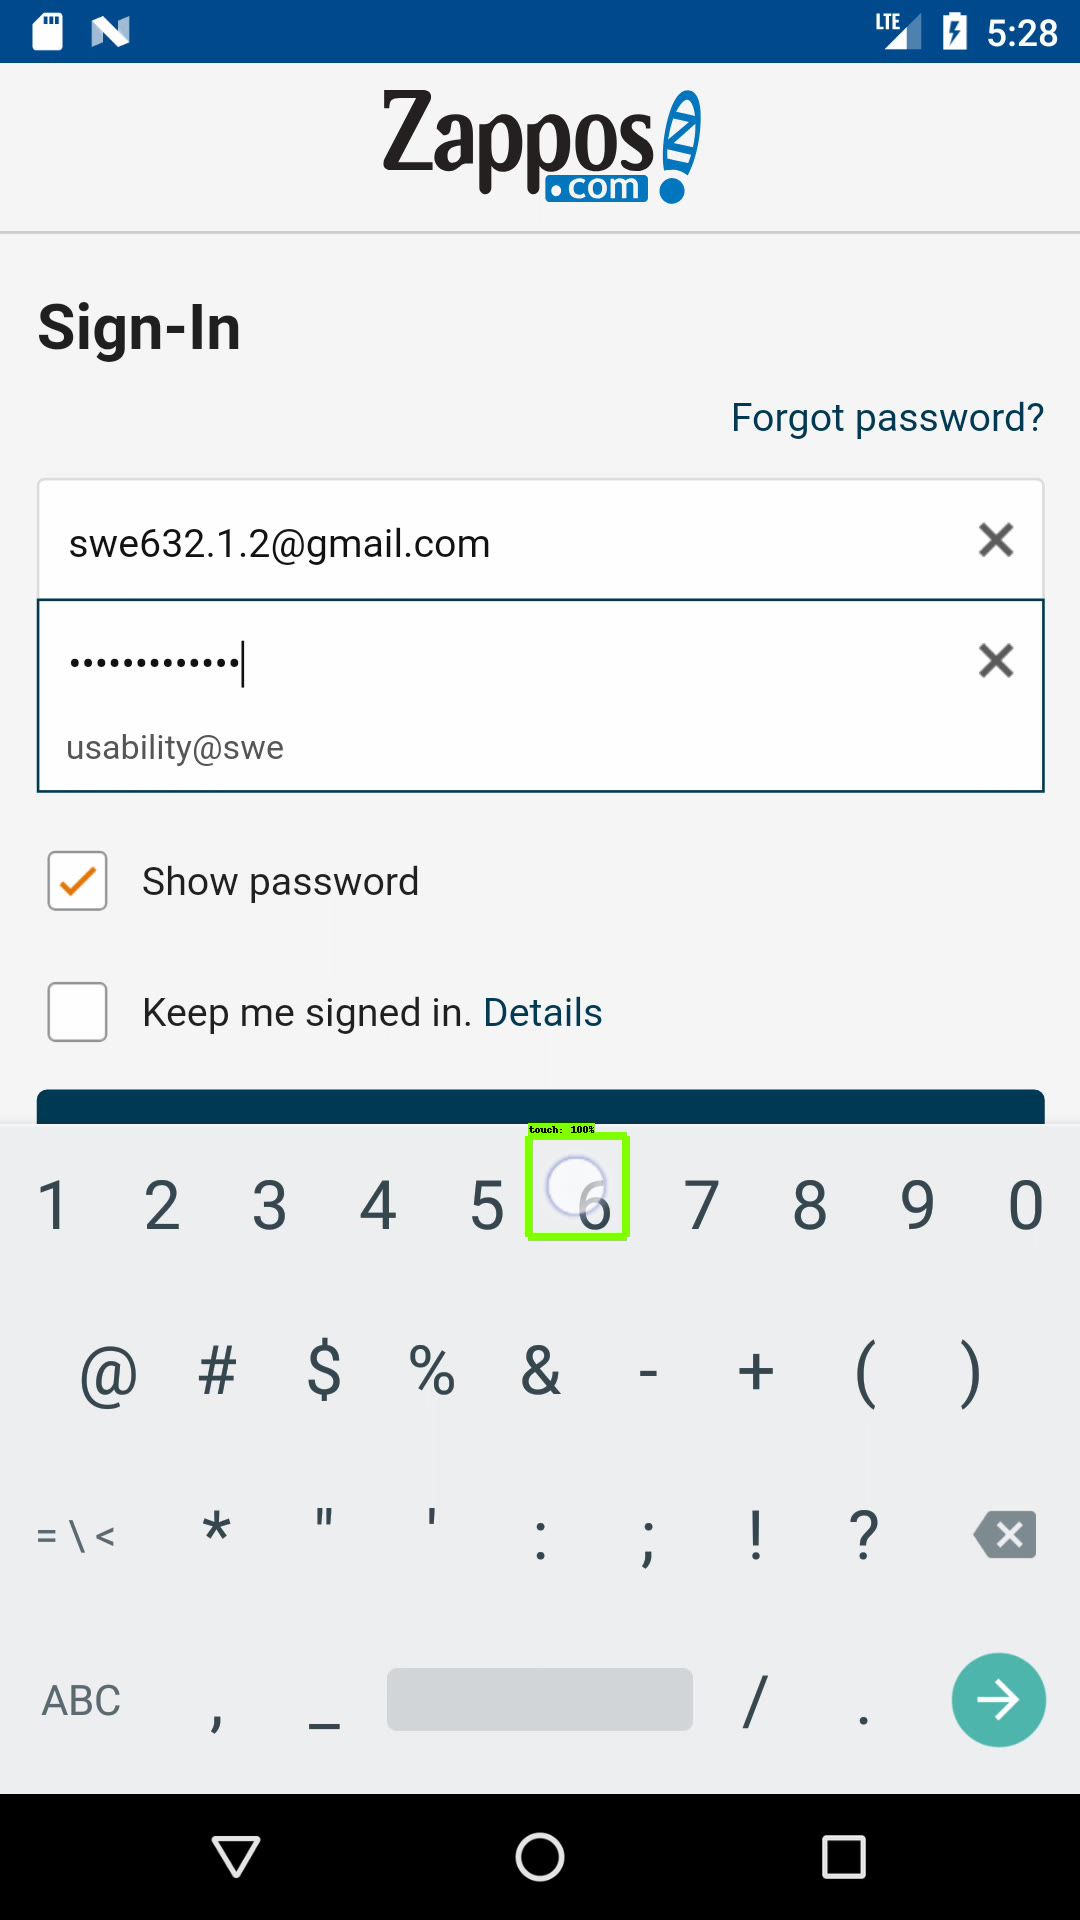 LTE 5:28
Zappos
.com
Sign-In
Forgot password?
swe632.1.2@gmail.com
•••••••••••••
usability@swe
Show password
Keep me signed in. Details
touch: 100%
1 2 3 4 5 6 7 8 9 0
@ # $ % & - + ( )
= \ < * " ' : ; ! ?
ABC , _ / .